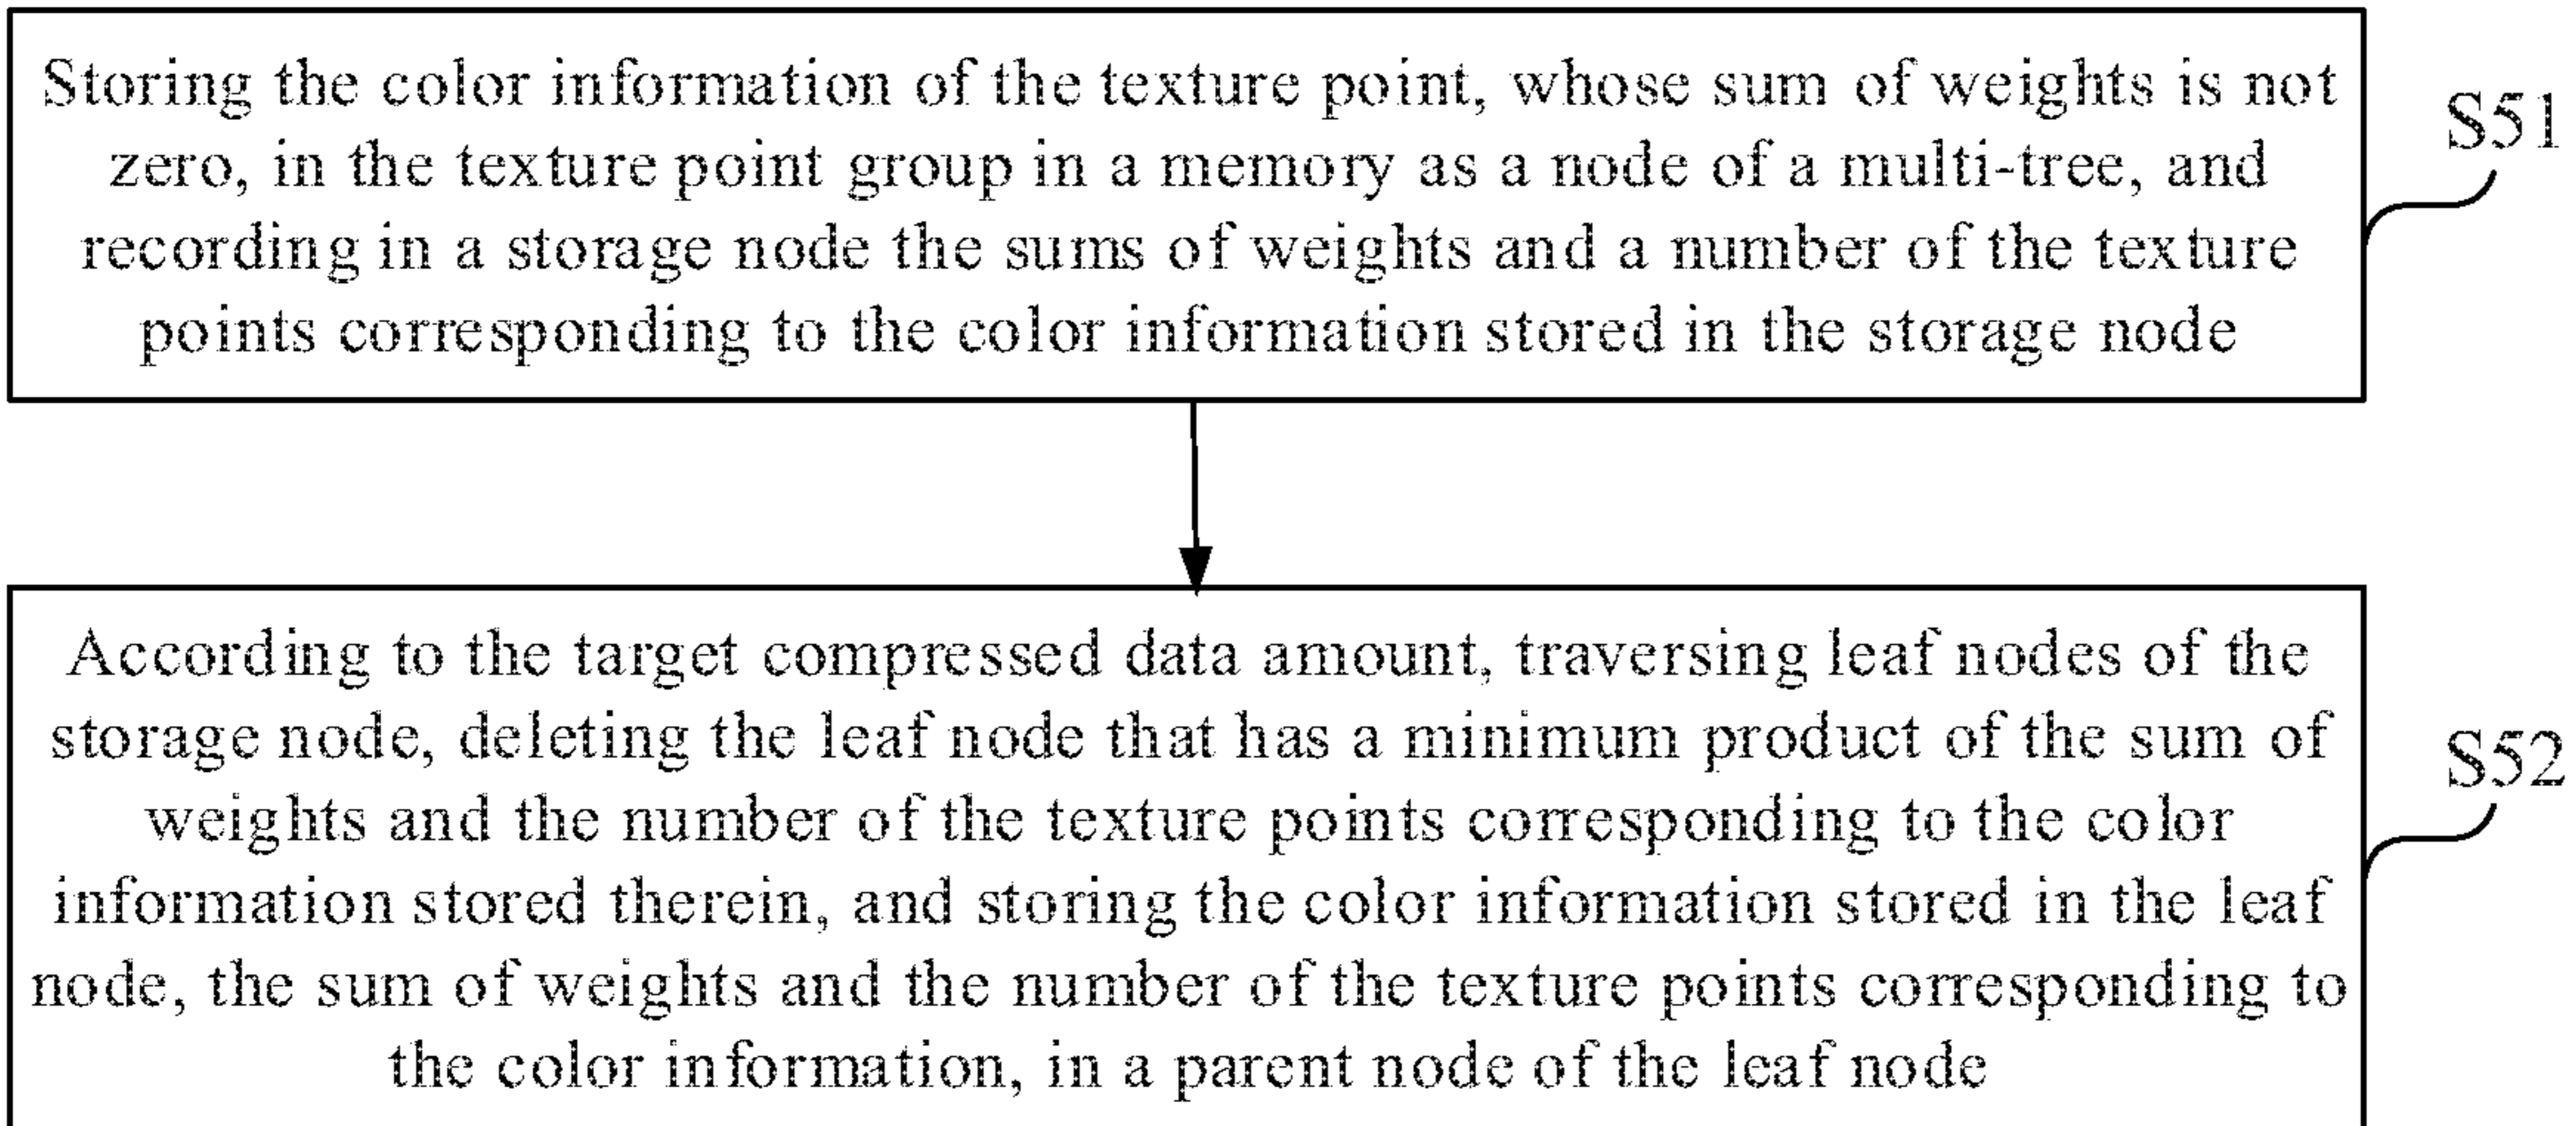 Storing the color information of the texture point, whose sum of weights is not
zero, in the texture point group in a memory as a node of a multi-tree, and
recording in a storage node the sums of weights and a number of the texture
points corresponding to the color information stored in the storage node
S51
According to the target compressed data amount, traversing leaf nodes of the
storage node, deleting the leaf node that has a minimum product of the sum of
weights and the number of the texture points corresponding to the color
information stored therein, and storing the color information stored in the leaf
node, the sum of weights and the number of the texture points corresponding to
the color information, in a parent node of the leaf node
S52